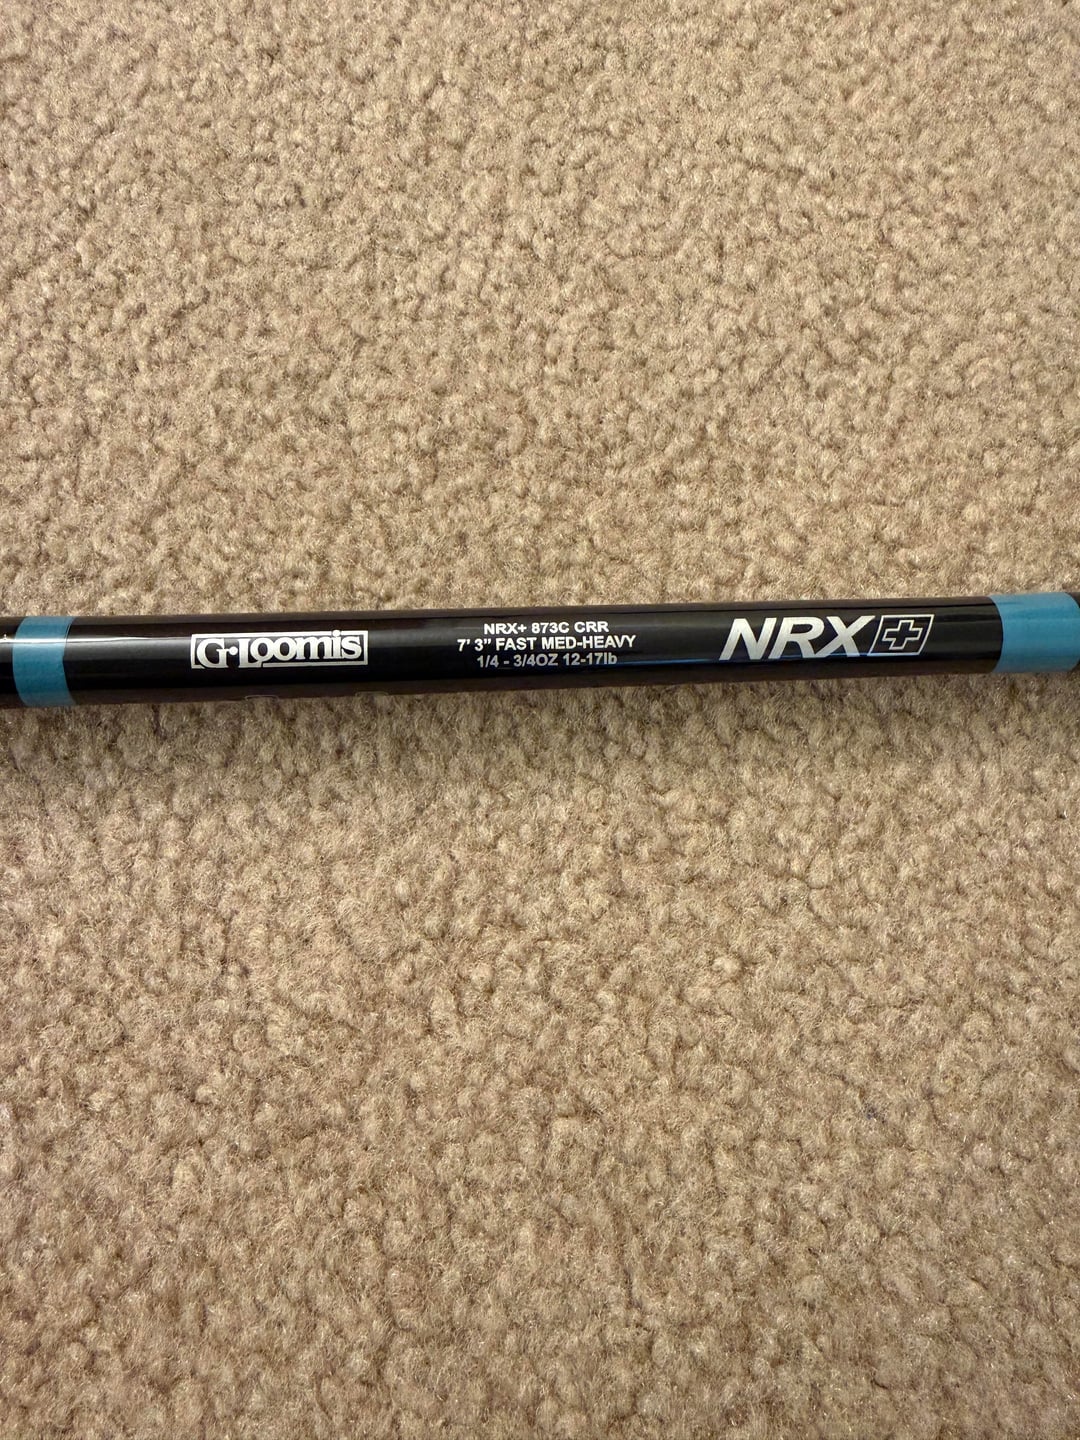 G·Loomis
NRX+ 873C CRR
7' 3" FAST MED-HEAVY
1/4 - 3/4OZ 12-17lb
NRX+